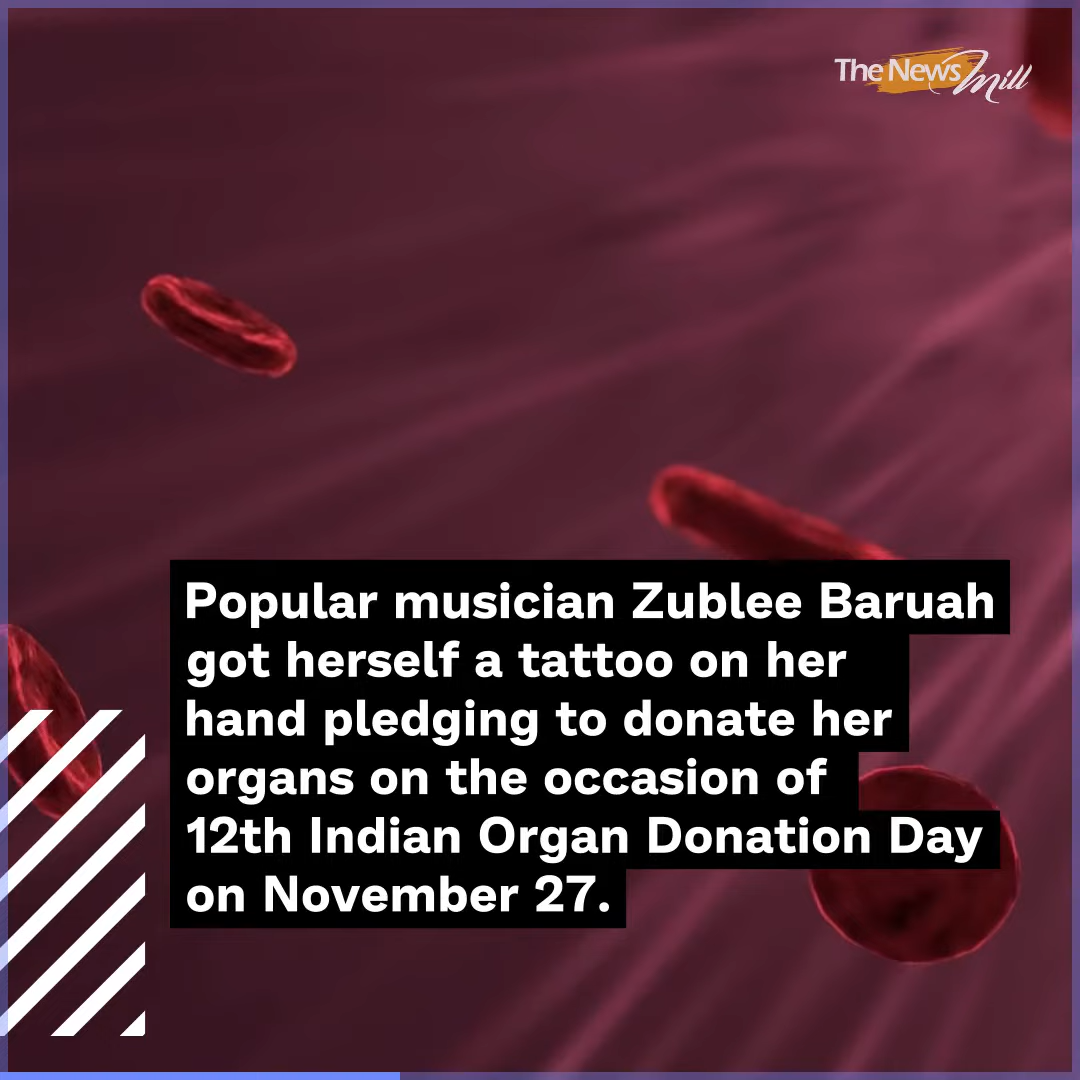 The News Mill
Popular musician Zublee Baruah
got herself a tattoo on her
hand pledging to donate her
organs on the occasion of
12th Indian Organ Donation Day
on November 27.